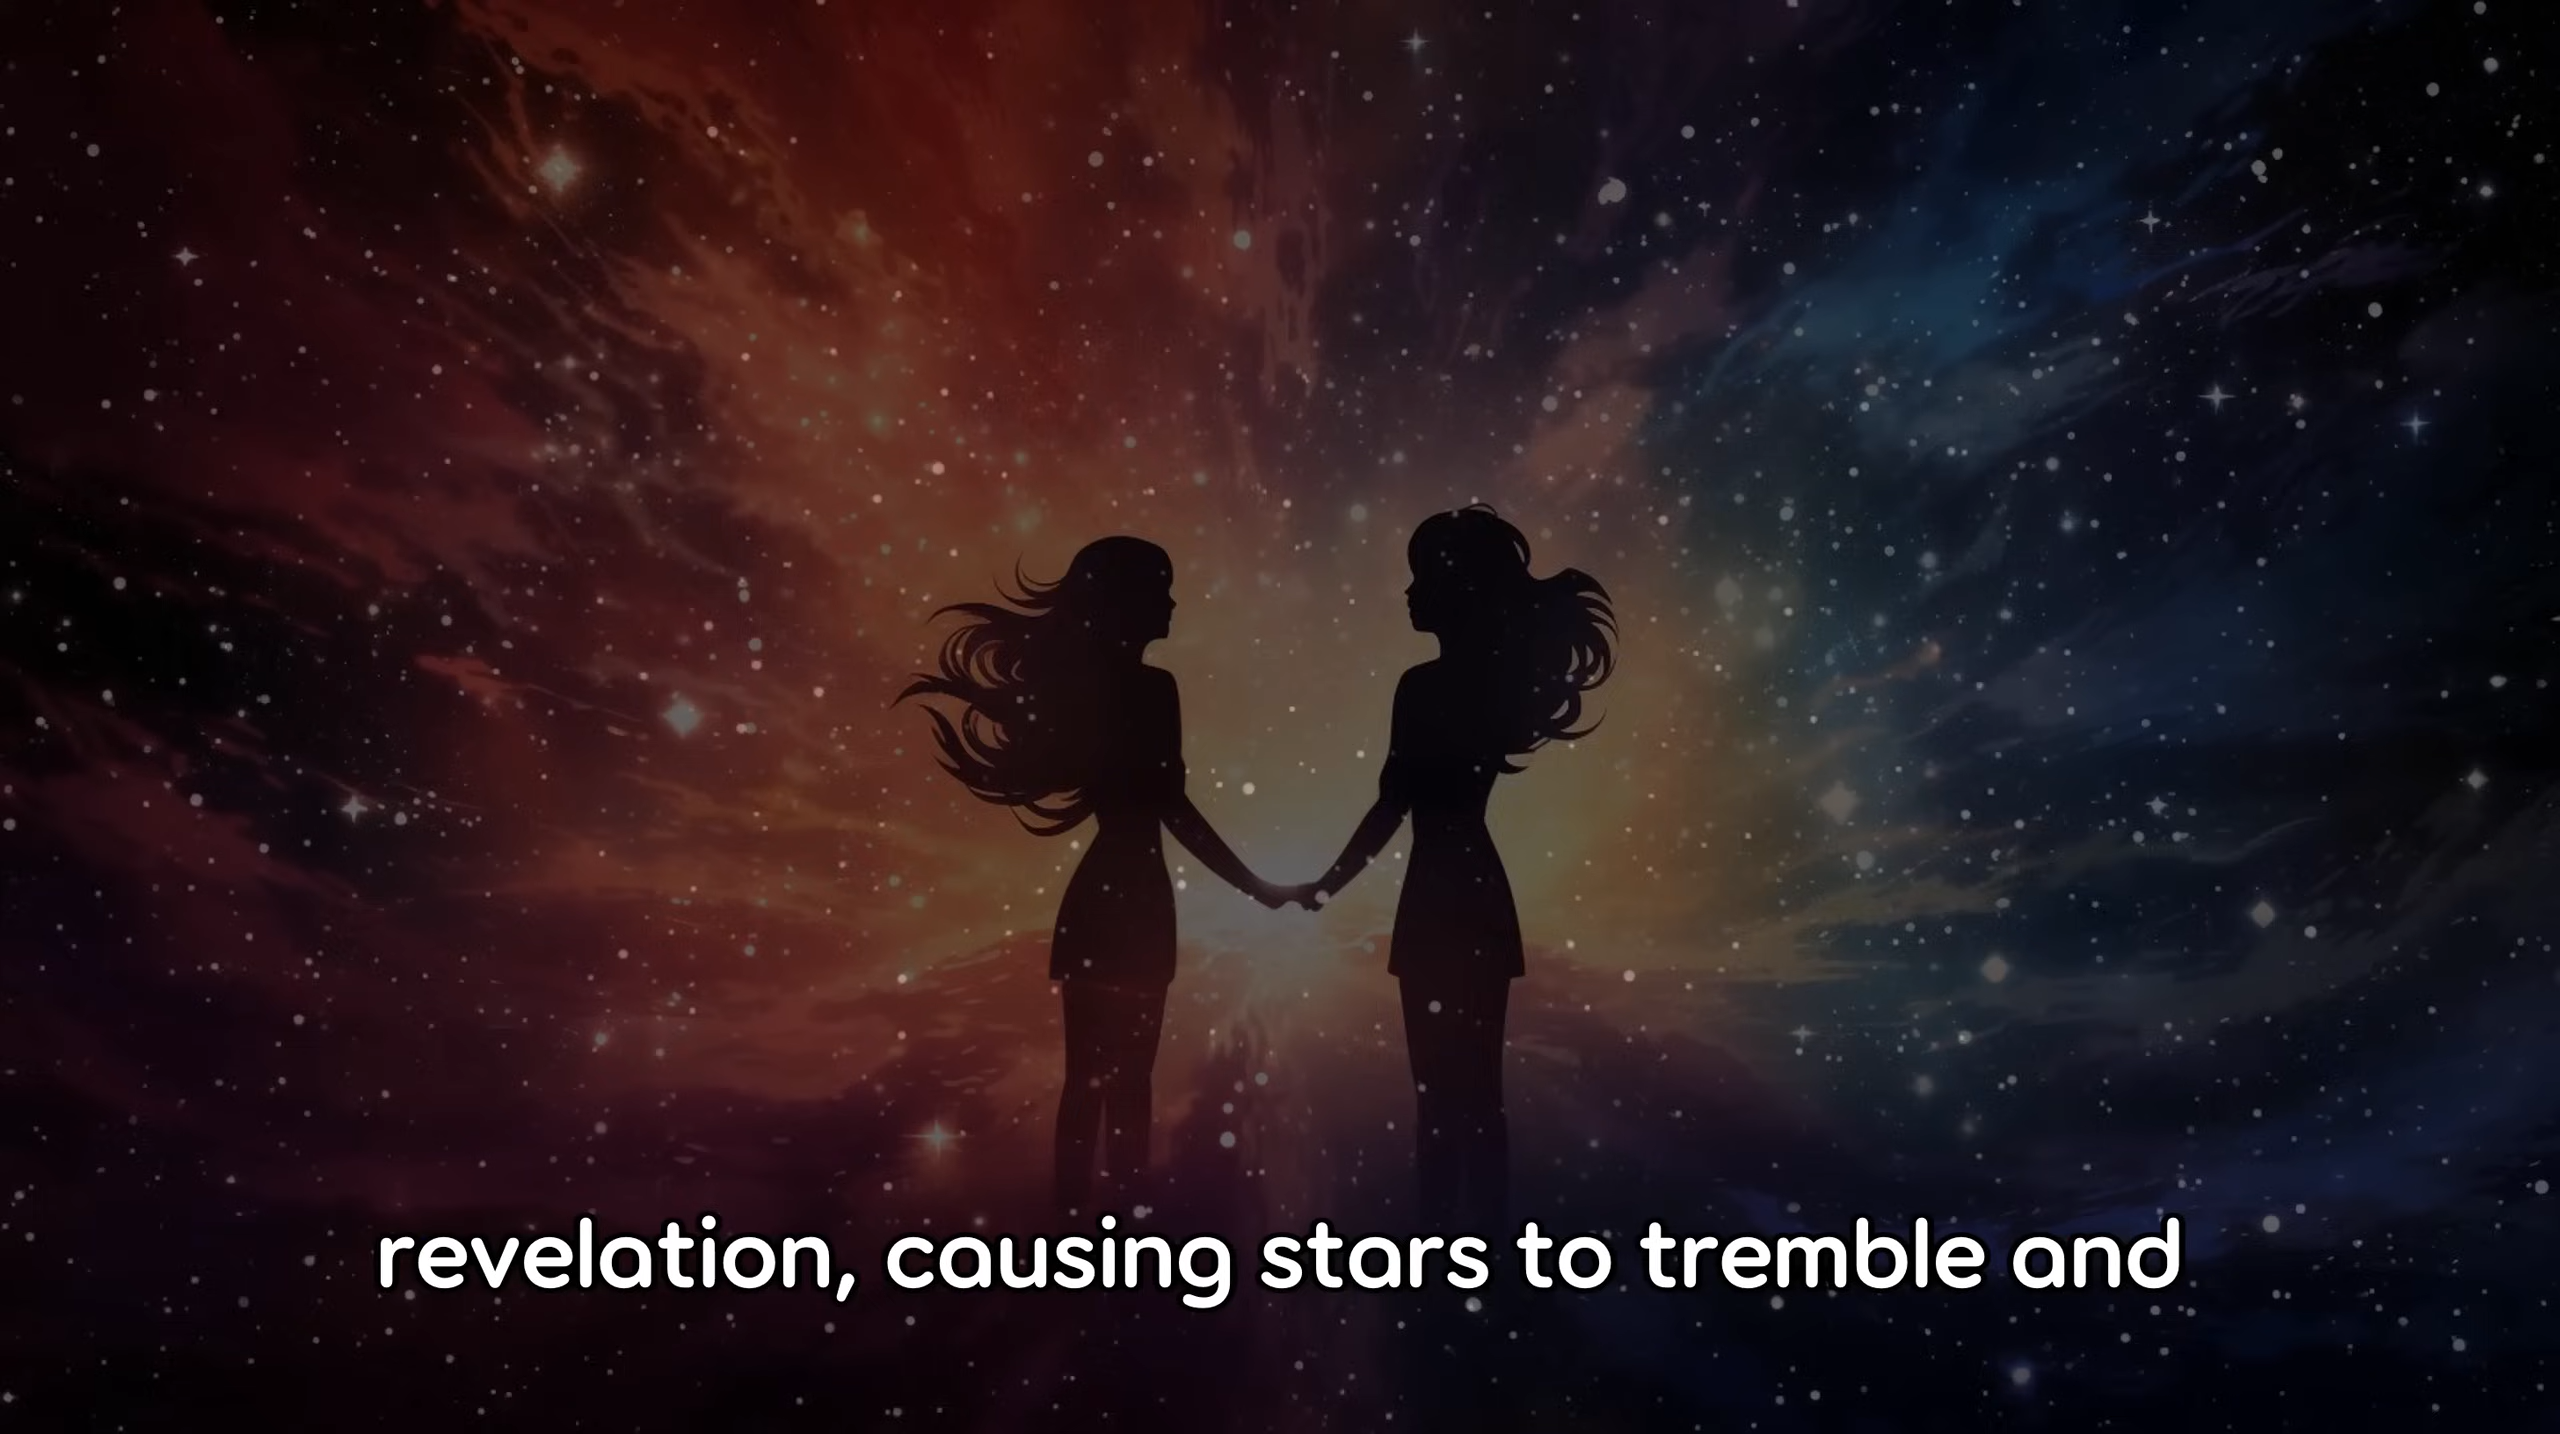 revelation, causing stars to tremble and